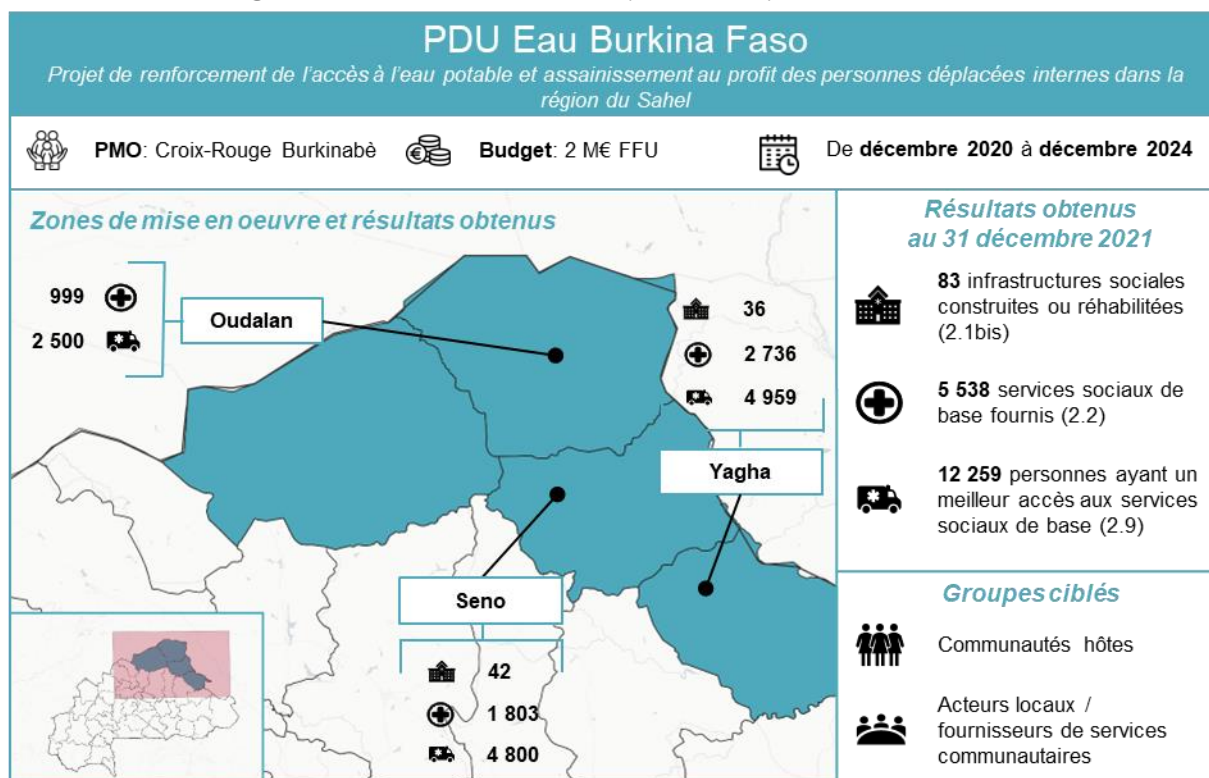 PDU Eau Burkina Faso
Projet de renforcement de l'accès à l'eau potable et assainissement au profit des personnes déplacées internes dans la
région du Sahel
PMO: Croix-Rouge Burkinabè
Budget: 2 M€ FFU
De décembre 2020 à décembre 2024
Zones de mise en oeuvre et résultats obtenus
999
2 500
Oudalan
36
2 736
4 959
Yagha
Seno
42
1 803
4 800
Résultats obtenus
au 31 décembre 2021
83 infrastructures sociales
construites ou réhabilitées
(2.1bis)
5 538 services sociaux de
base fournis (2.2)
12 259 personnes ayant un
meilleur accès aux services
sociaux de base (2.9)
Groupes ciblés
Communautés hôtes
Acteurs locaux /
fournisseurs de services
communautaires